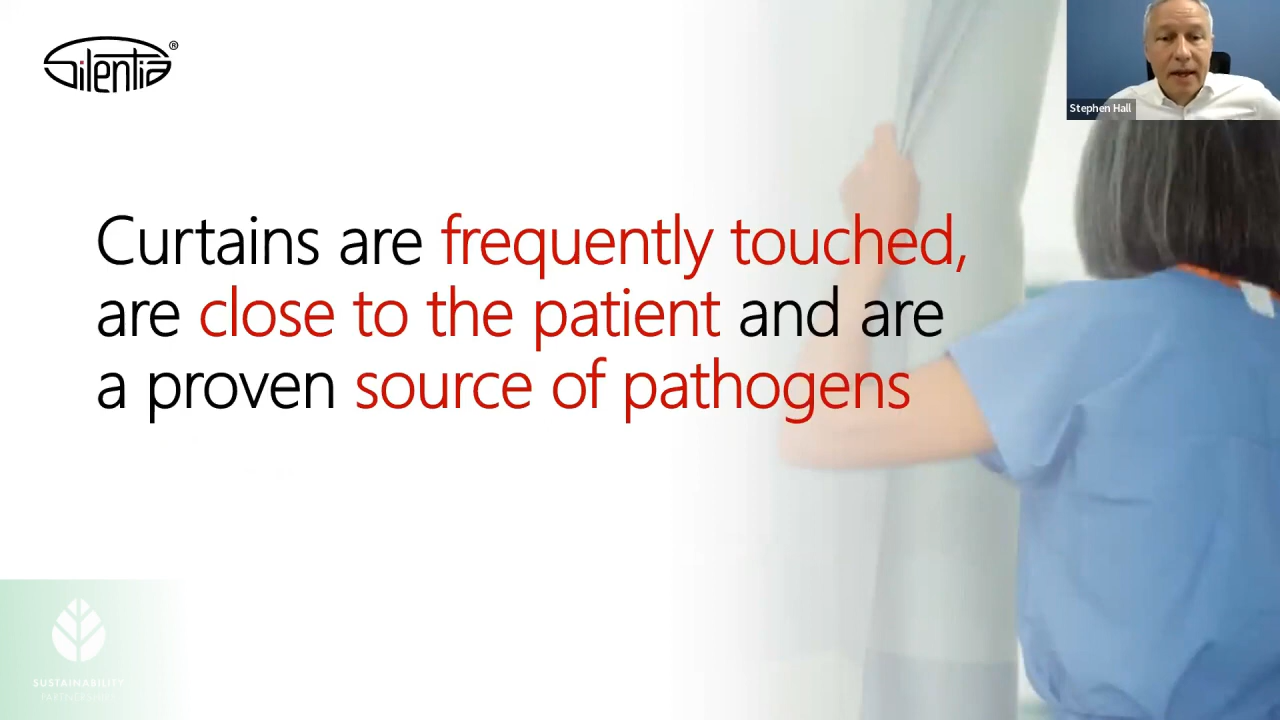 Silentia®
Stephen Hall
Curtains are frequently touched,
are close to the patient and are
a proven source of pathogens
SUSTAINABILITY
PARTNERSHIPS